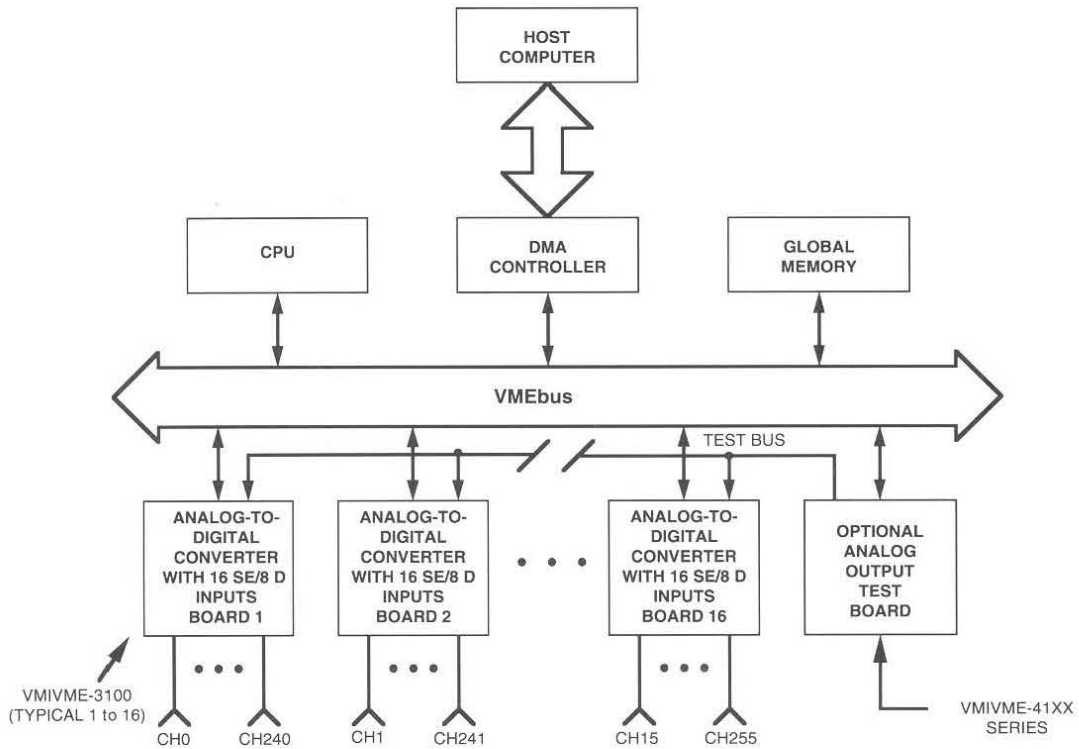 HOST
COMPUTER
CPU
DMA
CONTROLLER
GLOBAL
MEMORY
VMEbus
TEST BUS
ANALOG-TO-
DIGITAL
CONVERTER
WITH 16 SE/8 D
INPUTS
BOARD 1
ANALOG-TO-
DIGITAL
CONVERTER
WITH 16 SE/8 D
INPUTS
BOARD 2
ANALOG-TO-
DIGITAL
CONVERTER
WITH 16 SE/8 D
INPUTS
BOARD 16
OPTIONAL
ANALOG
OUTPUT
TEST
BOARD
VMIVME-3100
(TYPICAL 1 to 16)
CH0
CH240
CH1
CH241
CH15
CH255
VMIVME-41XX
SERIES